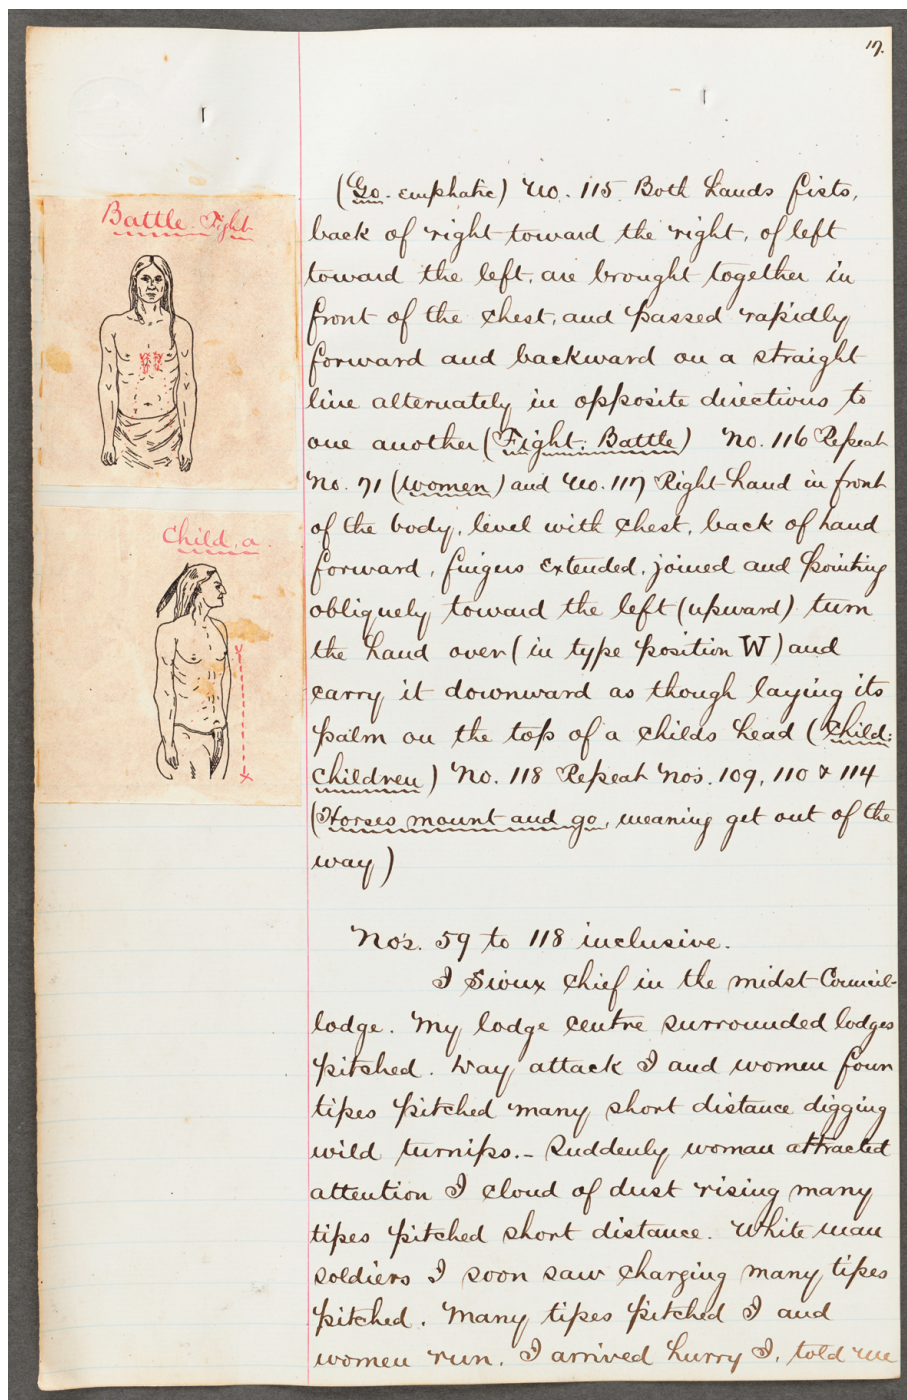 17.
Battle. Fight
Child, a.
(Go. emphatic) No. 115 Both hands fists,
back of right toward the right, of left
toward the left, are brought together in
front of the chest, and passed rapidly
forward and backward on a straight
line alternately in opposite directions to
one another (Fight: Battle) No. 116 Repeat
No. 71 (women) and No. 117 Right hand in front
of the body, level with chest, back of hand
forward, fingers extended, joined and pointing
obliquely toward the left (upward) turn
the hand over (in type position W) and
carry it downward as though laying its
palm on the top of a childs head (Child:
Children) No. 118 Repeat No's. 109, 110 & 114
(Horses mount and go, meaning get out of the
way)
No's. 59 to 118 inclusive.
I Sioux chief in the midst Council-
lodge. My lodge centre surrounded lodges
pitched. Day attack I and women four
tipes pitched many short distance digging
wild turnips. - Suddenly woman attracted
attention I cloud of dust rising many
tipes pitched short distance. White man
soldiers I soon saw charging many tipes
pitched. Many tipes pitched I and
women run. I arrived hurry I, told me